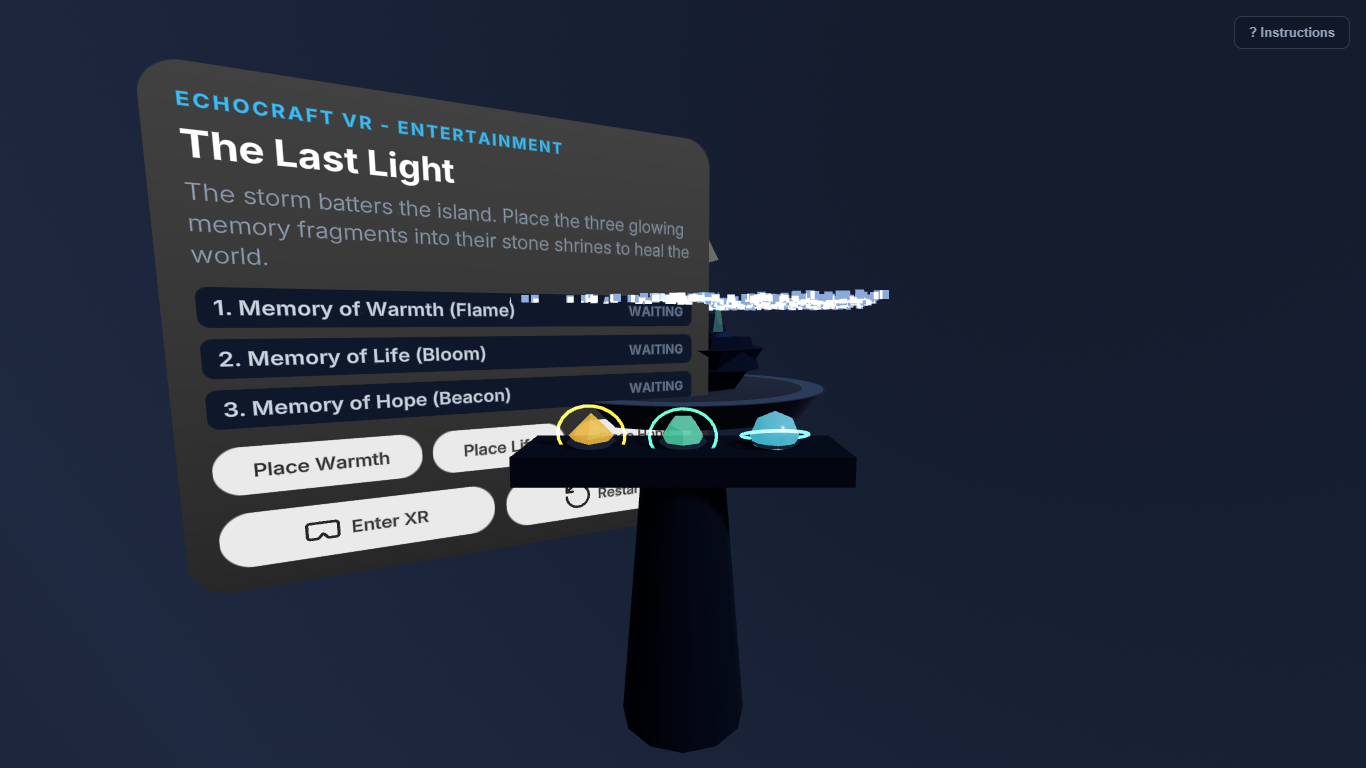 ? Instructions
ECHOCRAFT VR - ENTERTAINMENT
The Last Light
The storm batters the island. Place the three glowing
memory fragments into their stone shrines to heal the
world.
1. Memory of Warmth (Flame) WAITING
2. Memory of Life (Bloom) WAITING
3. Memory of Hope (Beacon) WAITING
Place Warmth
Place
Enter XR